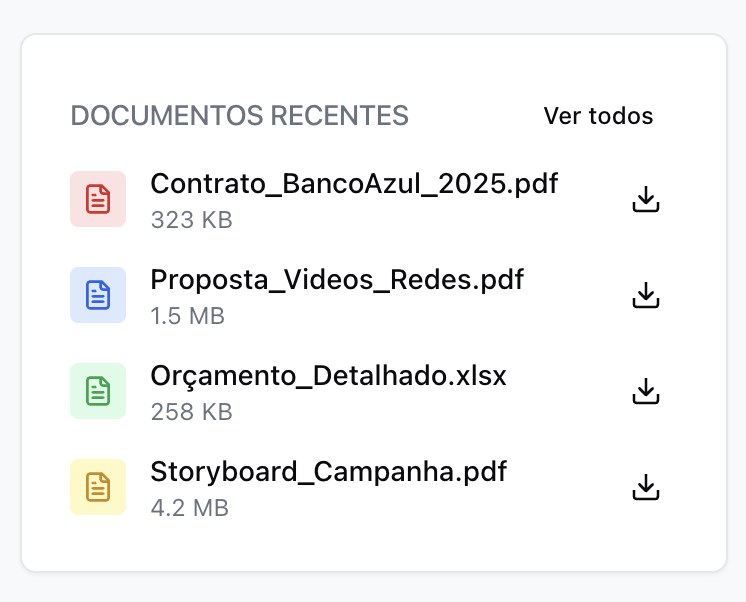 DOCUMENTOS RECENTES
Ver todos
Contrato_BancoAzul_2025.pdf
323 KB
Proposta_Videos_Redes.pdf
1.5 MB
Orçamento_Detalhado.xlsx
258 KB
Storyboard_Campanha.pdf
4.2 MB